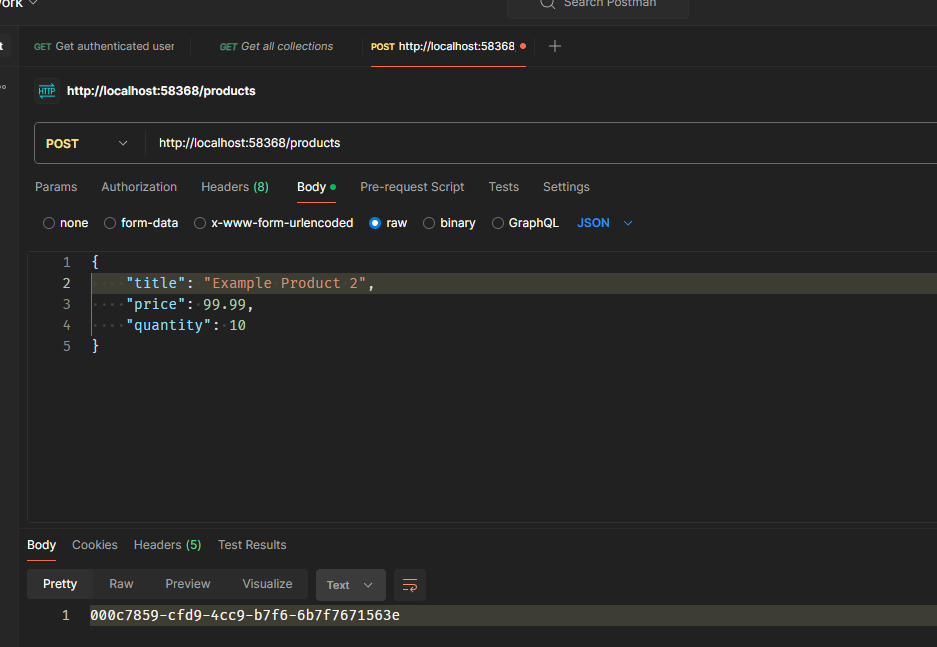 Search Postman
GET Get authenticated user
GET Get all collections
POST http://localhost:58368
HTTP http://localhost:58368/products
POST http://localhost:58368/products
Params Authorization Headers (8) Body Pre-request Script Tests Settings
none form-data x-www-form-urlencoded raw binary GraphQL JSON
1 {
2 "title": "Example Product 2",
3 "price": 99.99,
4 "quantity": 10
5 }
Body Cookies Headers (5) Test Results
Pretty Raw Preview Visualize Text
1 000c7859-cfd9-4cc9-b7f6-6b7f7671563e